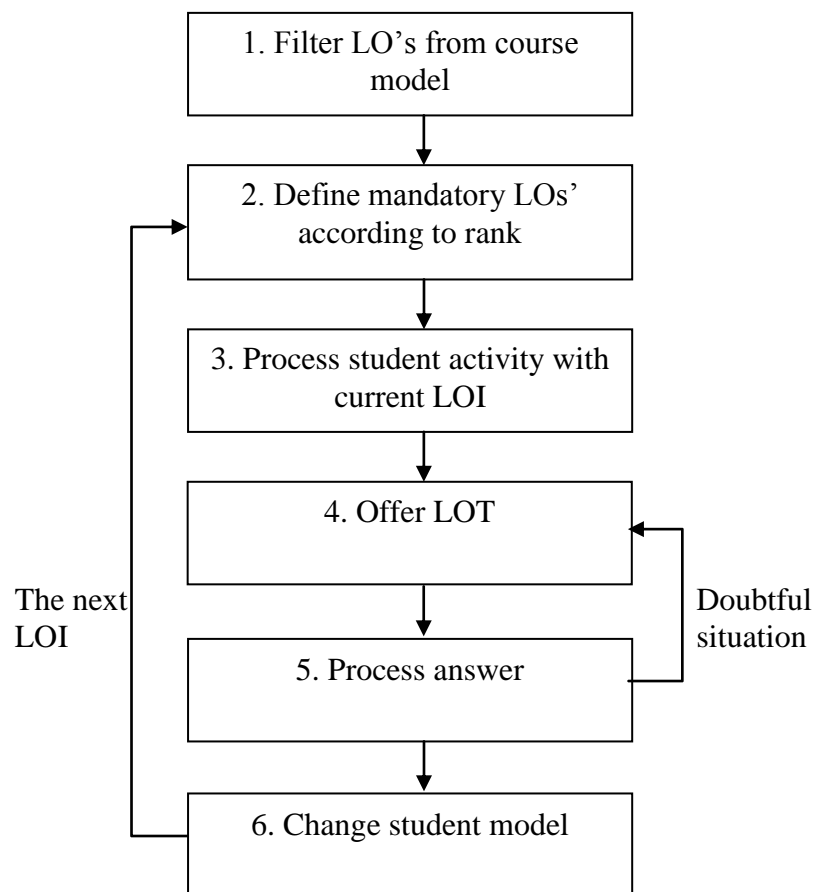 1. Filter LO’s from course
model
2. Define mandatory LOs’
according to rank
3. Process student activity with
current LOI
4. Offer LOT
The next
LOI
Doubtful
situation
5. Process answer
6. Change student model